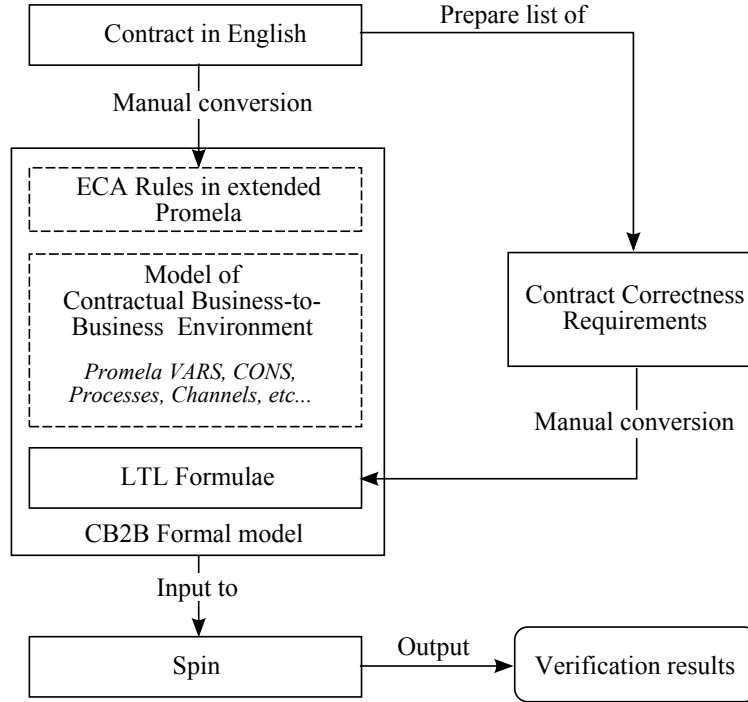 Contract in English
Prepare list of
Manual conversion
ECA Rules in extended
Promela
Model of
Contractual Business-to-
Business Environment
Promela VARS, CONS,
Processes, Channels, etc...
Contract Correctness
Requirements
Manual conversion
LTL Formulae
CB2B Formal model
Input to
Spin
Output
Verification results